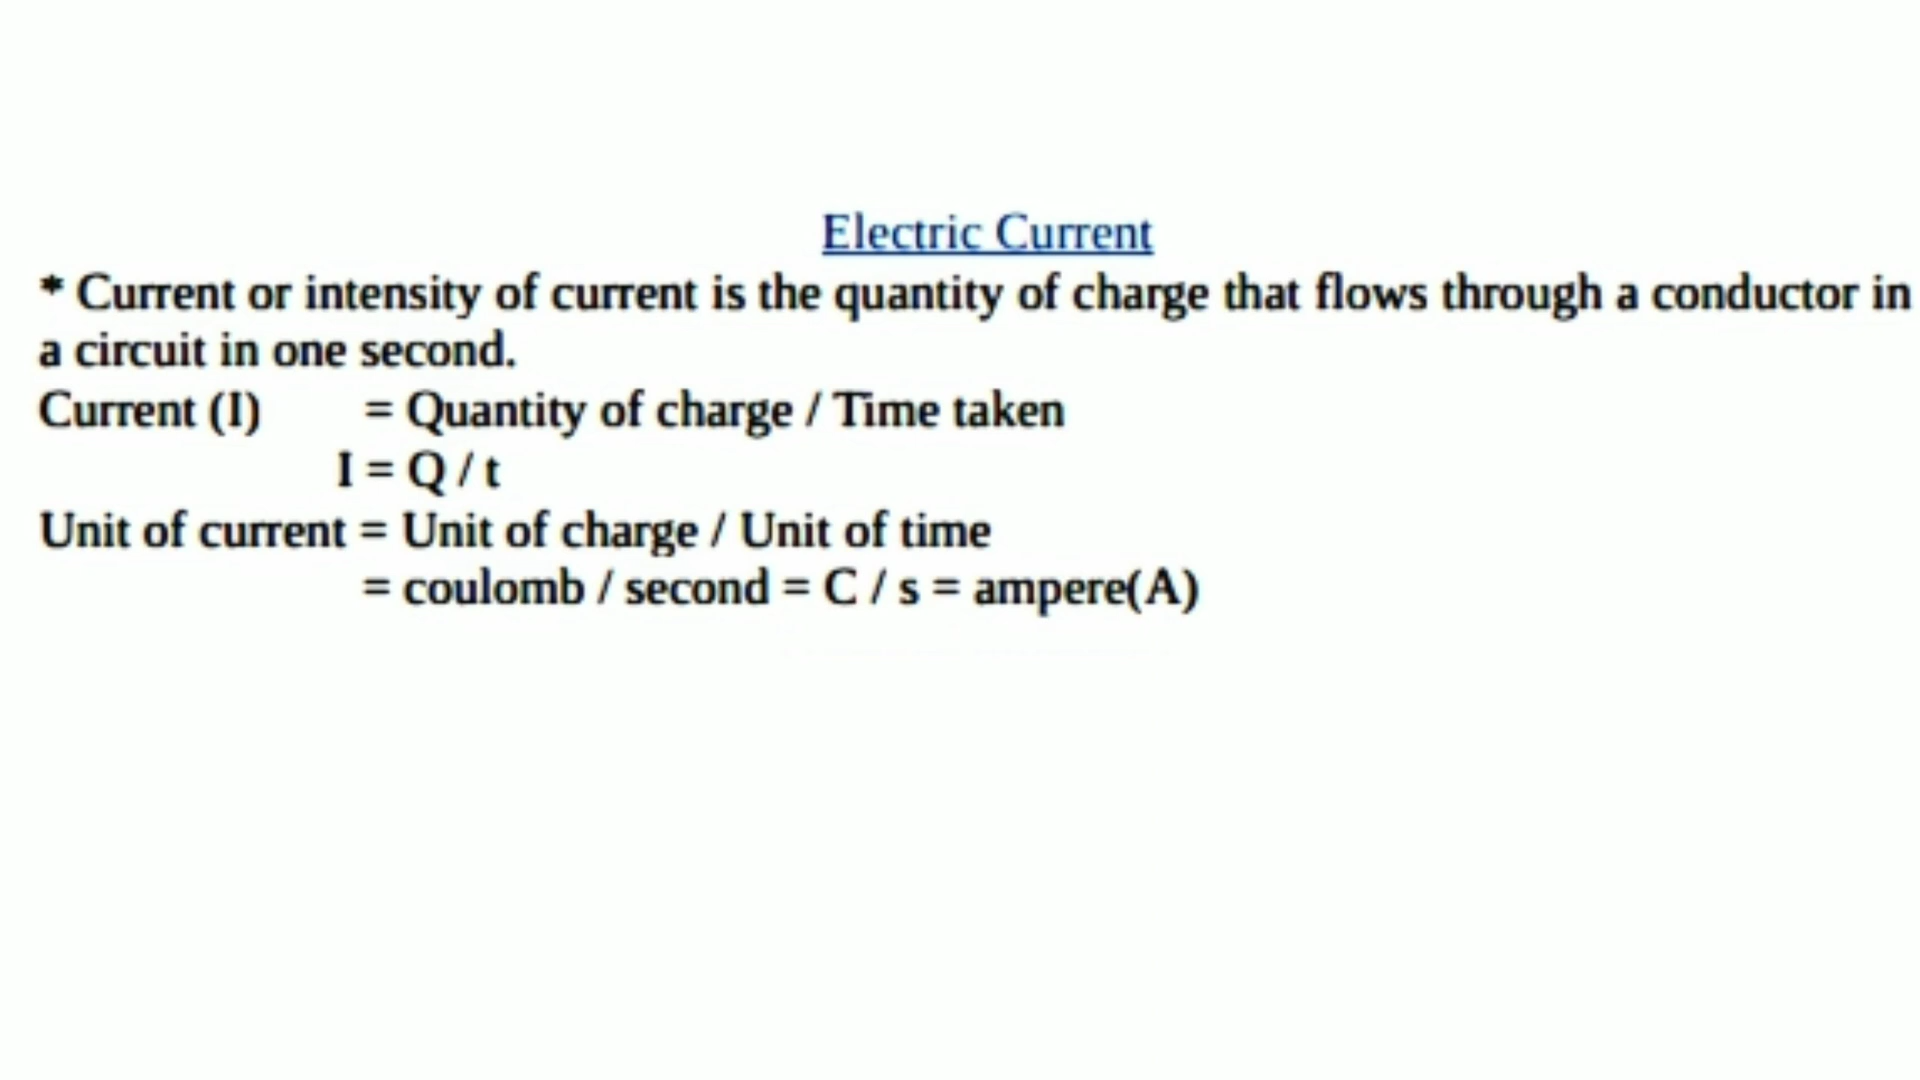 Electric Current
* Current or intensity of current is the quantity of charge that flows through a conductor in
a circuit in one second.
Current (I) = Quantity of charge / Time taken
I = Q / t
Unit of current = Unit of charge / Unit of time
= coulomb / second = C / s = ampere(A)